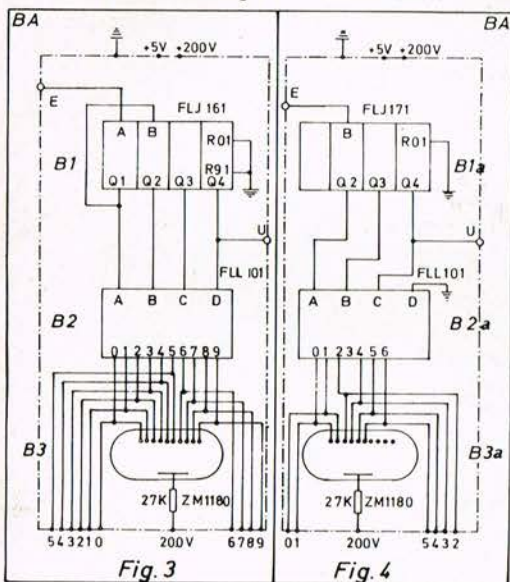 BA
+5V +200V
E
FLJ 161
A B
R01
R91
B1
Q1 Q2 Q3 Q4
U
FLL 101
A B C D
B2
0 1 2 3 4 5 6 7 8 9
B3
27K ZM1180
5 4 3 2 1 0 200V 6 7 8 9
Fig. 3
BA
+5V +200V
E
FLJ171
B
R01
B1a
Q2 Q3 Q4
U
FLL101
A B C D
B2a
0 1 2 3 4 5 6
B3a
27K ZM1180
0 1 200V 5 4 3 2
Fig. 4